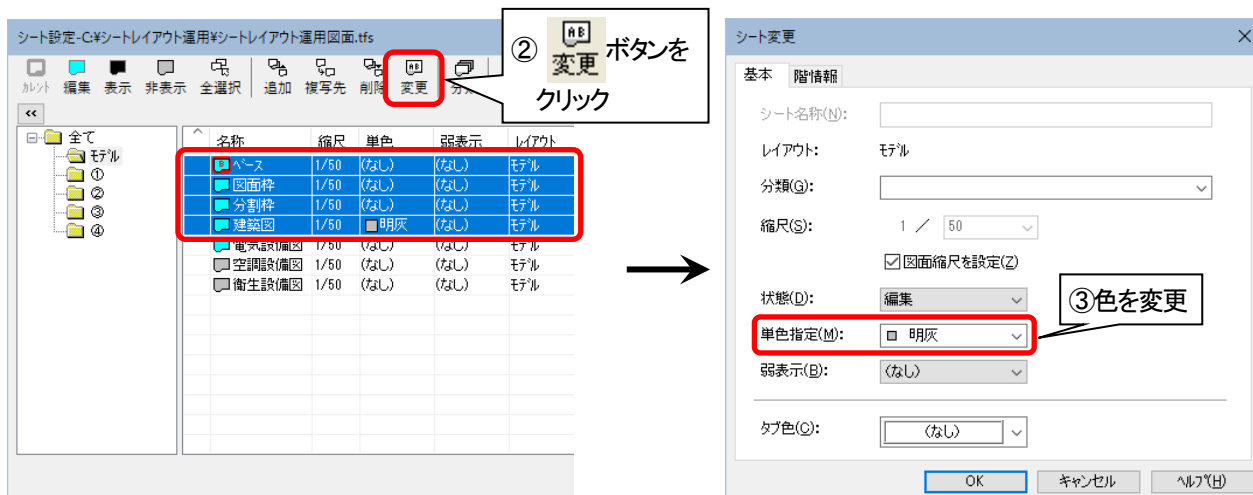 シート設定-C:¥シートレイアウト運用¥シートレイアウト運用図面.tfs
ｶﾚﾝﾄ 編集 表示 非表示 全選択 追加 複写先 削除 変更
<<
全て
ﾓﾃﾞﾙ
①
②
③
④
名称 縮尺 単色 弱表示 ﾚｲｱｳﾄ
B ﾍﾞｰｽ 1/50 (なし) (なし) ﾓﾃﾞﾙ
図面枠 1/50 (なし) (なし) ﾓﾃﾞﾙ
分割枠 1/50 (なし) (なし) ﾓﾃﾞﾙ
建築図 1/50 明灰 (なし) ﾓﾃﾞﾙ
電気設備図 1/50 (なし) (なし) ﾓﾃﾞﾙ
空調設備図 1/50 (なし) (なし) ﾓﾃﾞﾙ
衛生設備図 1/50 (なし) (なし) ﾓﾃﾞﾙ
② AB 変更 ボタンを
クリック
シート変更
基本 階情報
シート名称(N):
レイアウト: ﾓﾃﾞﾙ
分類(G):
縮尺(S): 1 ／ 50
図面縮尺を設定(Z)
状態(D): 編集
単色指定(M): 明灰
弱表示(B): (なし)
タブ色(C): (なし)
OK キャンセル ﾍﾙﾌﾟ(H)
③色を変更